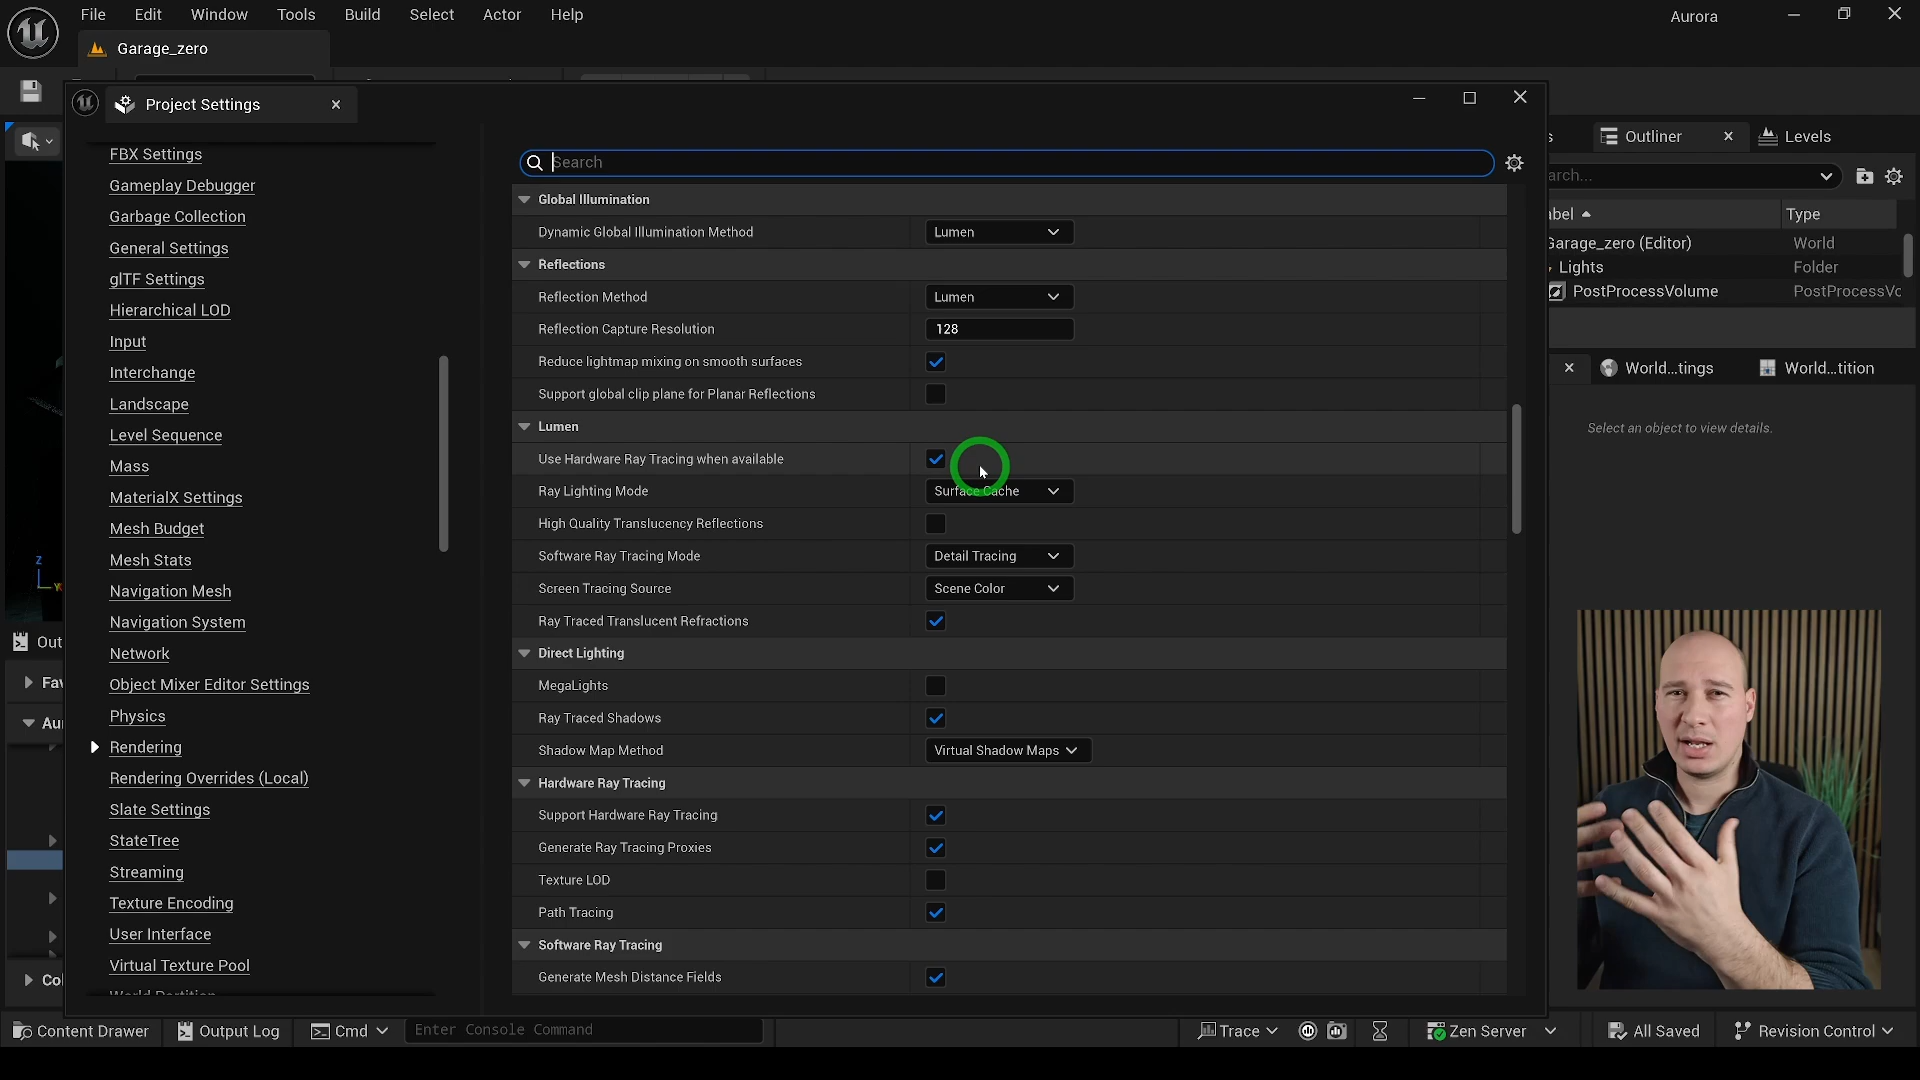 File Edit Window Tools Build Select Actor Help
Aurora
Garage_zero
Project Settings
FBX Settings
Gameplay Debugger
Garbage Collection
General Settings
glTF Settings
Hierarchical LOD
Input
Interchange
Landscape
Level Sequence
Mass
MaterialX Settings
Mesh Budget
Mesh Stats
Navigation Mesh
Navigation System
Network
Object Mixer Editor Settings
Physics
Rendering
Rendering Overrides (Local)
Slate Settings
StateTree
Streaming
Texture Encoding
User Interface
Virtual Texture Pool
World Partition
Search
Global Illumination
Dynamic Global Illumination Method Lumen
Reflections
Reflection Method Lumen
Reflection Capture Resolution 128
Reduce lightmap mixing on smooth surfaces
Support global clip plane for Planar Reflections
Lumen
Use Hardware Ray Tracing when available
Ray Lighting Mode Surface Cache
High Quality Translucency Reflections
Software Ray Tracing Mode Detail Tracing
Screen Tracing Source Scene Color
Ray Traced Translucent Refractions
Direct Lighting
MegaLights
Ray Traced Shadows
Shadow Map Method Virtual Shadow Maps
Hardware Ray Tracing
Support Hardware Ray Tracing
Generate Ray Tracing Proxies
Texture LOD
Path Tracing
Software Ray Tracing
Generate Mesh Distance Fields
s Outliner Levels
arch...
abel Type
Garage_zero (Editor) World
Lights Folder
PostProcessVolume PostProcessVc
World...tings World...tition
Select an object to view details.
Z
Out
Fav
Au
Co
Content Drawer Output Log Cmd Enter Console Command Trace Zen Server All Saved Revision Control